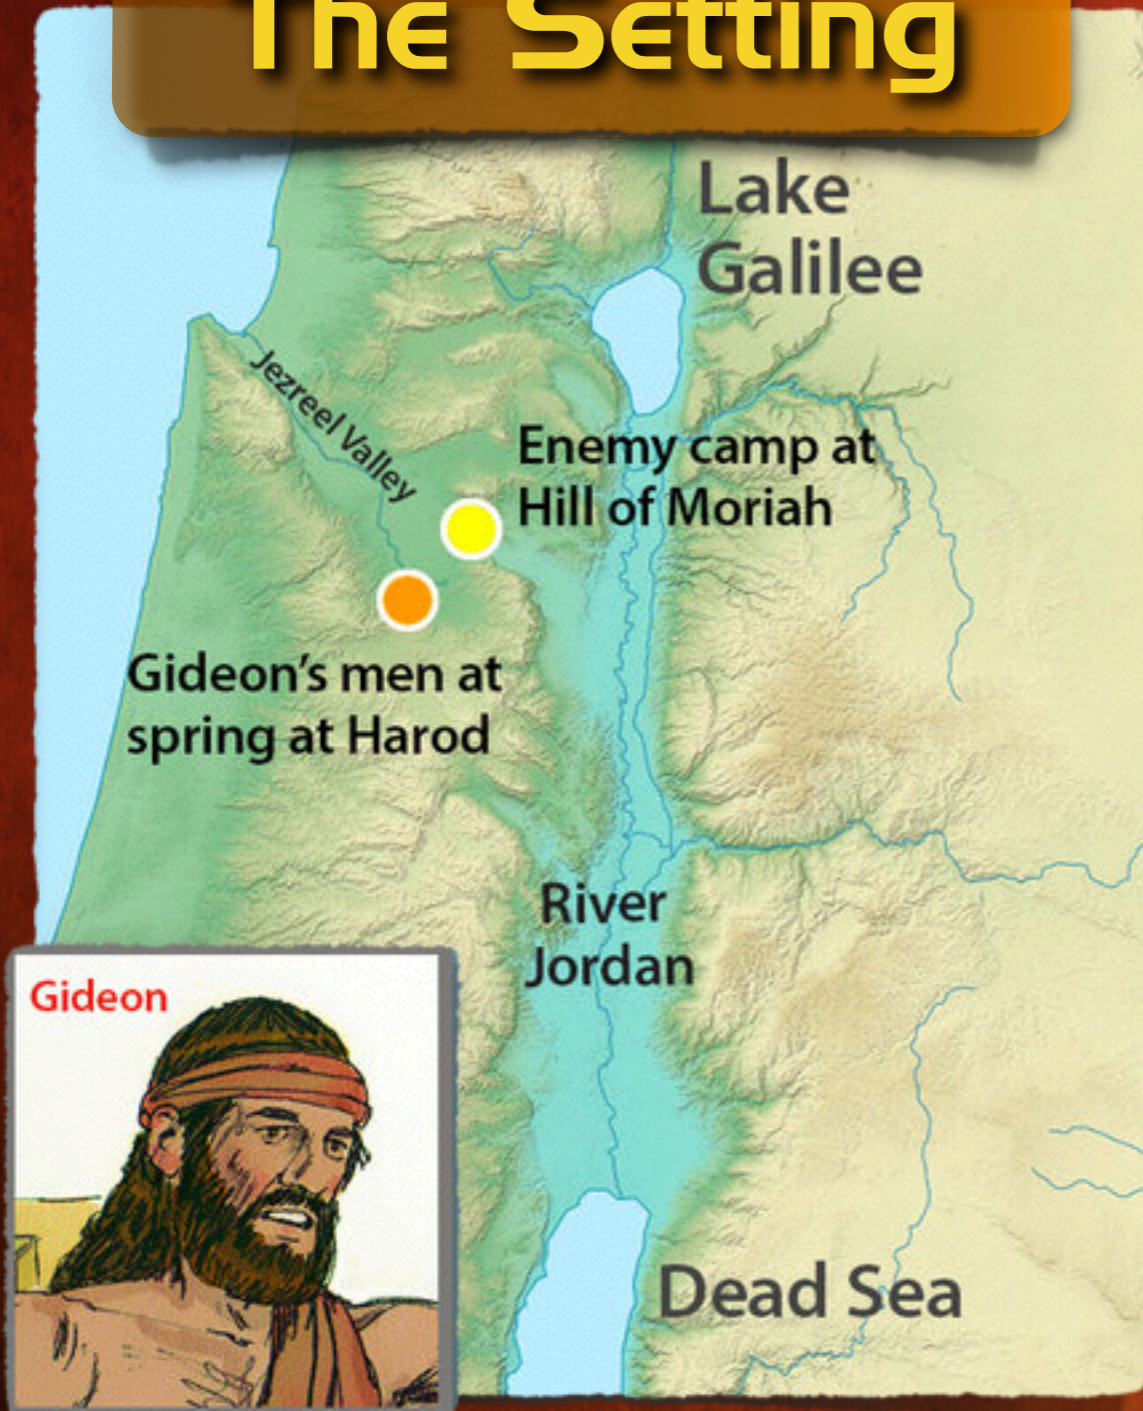 The Setting
Lake
Galilee
Jezreel Valley
Enemy camp at
Hill of Moriah
Gideon's men at
spring at Harod
River
Jordan
Gideon
Dead Sea